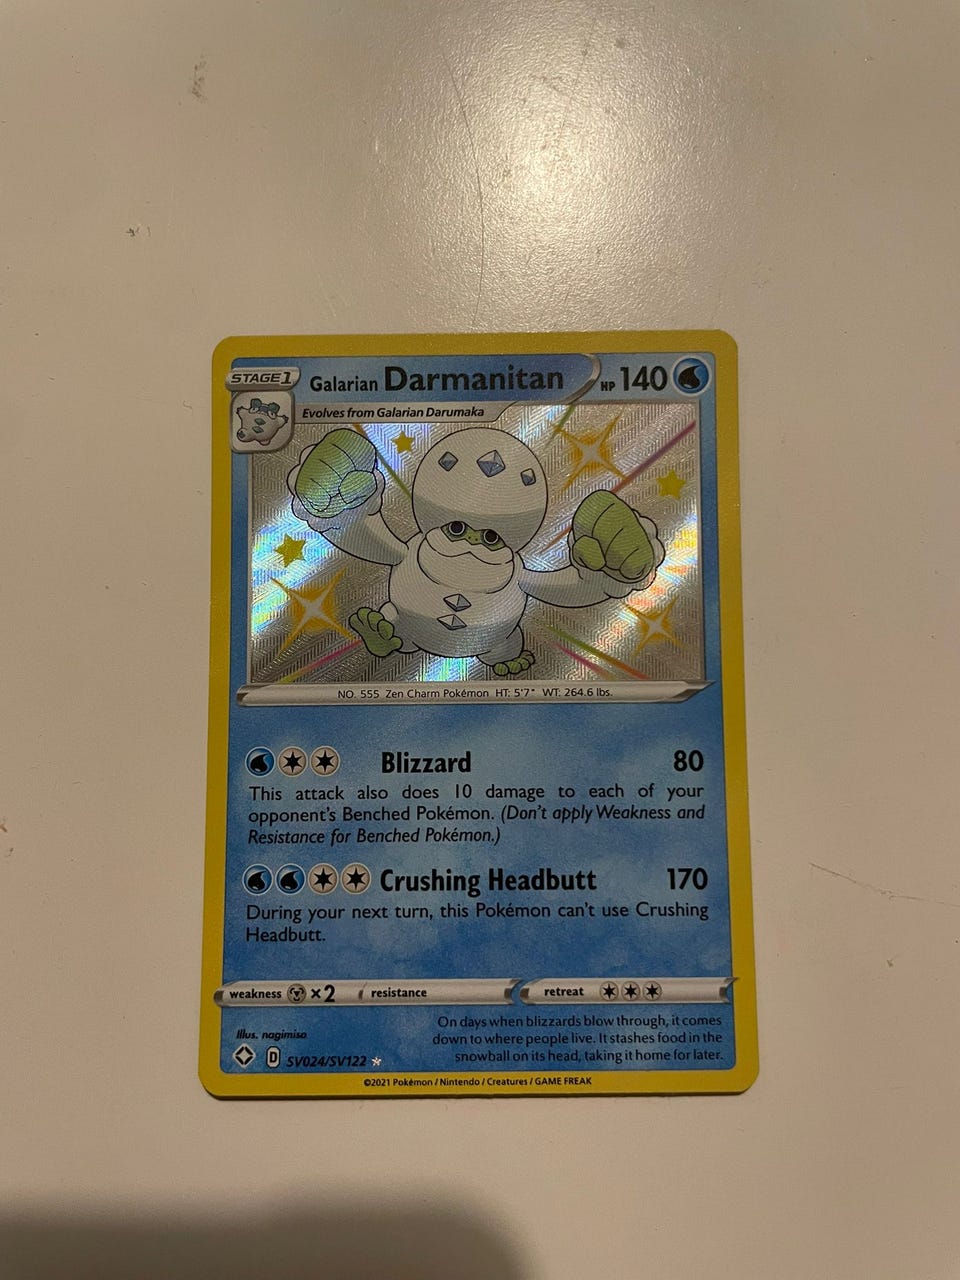 STAGE 1 Galarian Darmanitan HP 140
Evolves from Galarian Darumaka
NO. 555 Zen Charm Pokémon HT: 5'7" WT: 264.6 lbs.
Blizzard 80
This attack also does 10 damage to each of your
opponent's Benched Pokémon. (Don't apply Weakness and
Resistance for Benched Pokémon.)
Crushing Headbutt 170
During your next turn, this Pokémon can't use Crushing
Headbutt.
weakness ×2 resistance retreat
Illus. nagimiso
On days when blizzards blow through, it comes
down to where people live. It stashes food in the
snowball on its head, taking it home for later.
D SV024/SV122
©2021 Pokémon / Nintendo / Creatures / GAME FREAK